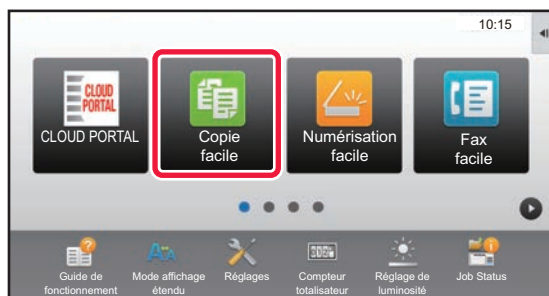 10:15
CLOUD
PORTAL
CLOUD PORTAL
Copie
facile
Numérisation
facile
Fax
facile
Guide de
fonctionnement
Mode affichage
étendu
Réglages
Compteur
totalisateur
Réglage de
luminosité
Job Status